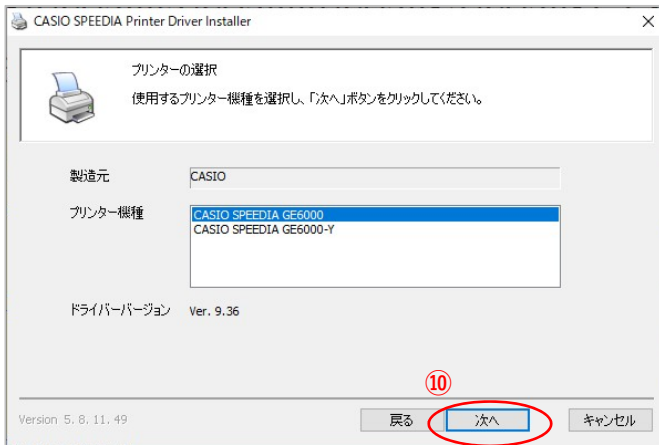 CASIO SPEEDIA Printer Driver Installer
プリンターの選択
使用するプリンター機種を選択し、「次へ」ボタンをクリックしてください。
製造元 CASIO
プリンター機種 CASIO SPEEDIA GE6000
CASIO SPEEDIA GE6000-Y
ドライバーバージョン Ver. 9.36
⑩
Version 5. 8. 11. 49 戻る 次へ キャンセル